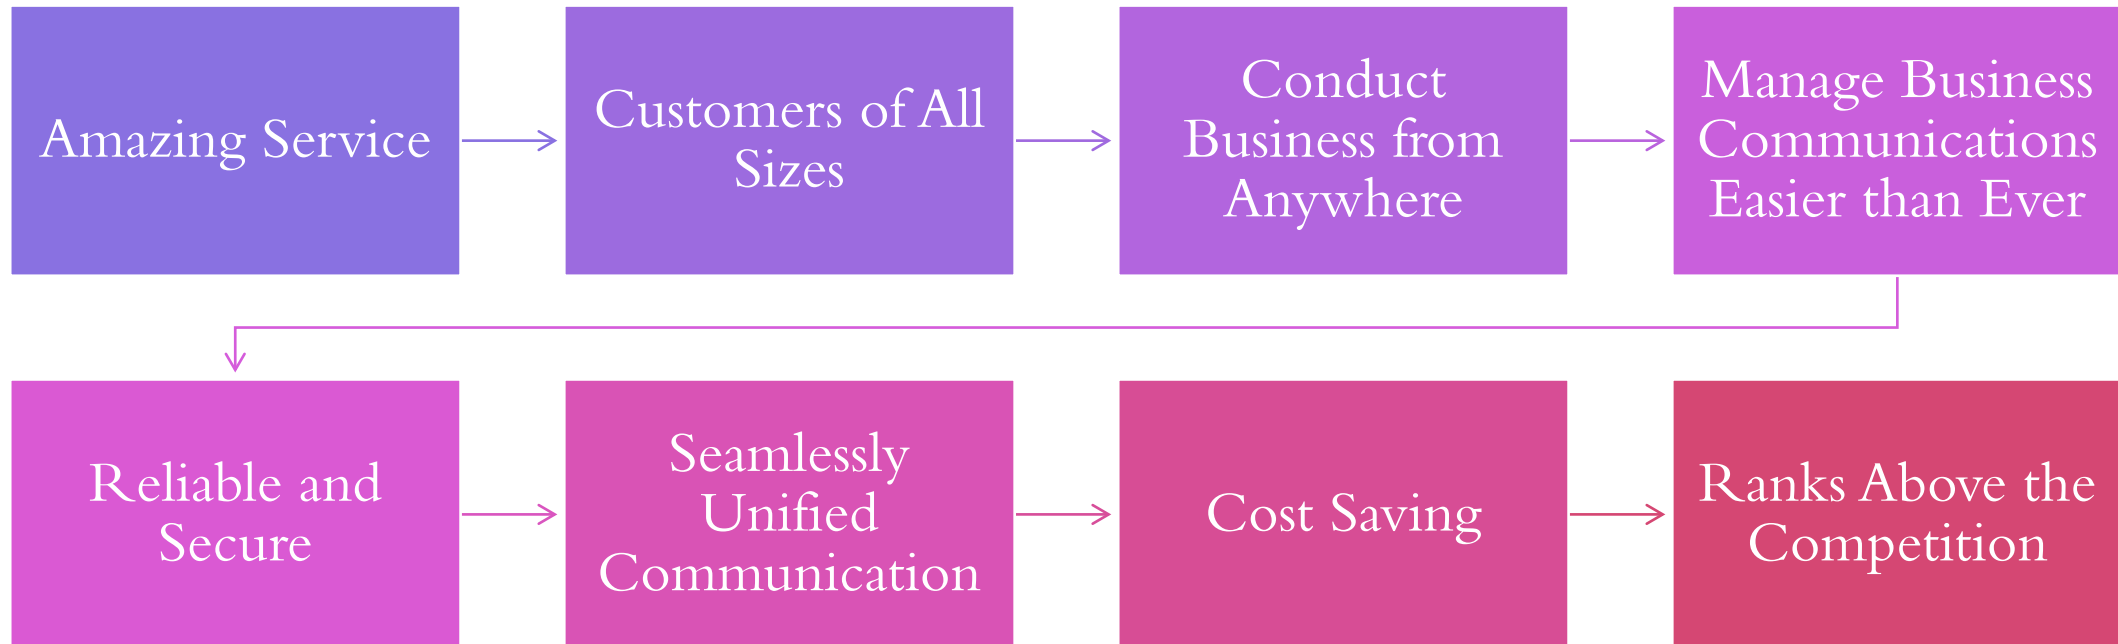 Amazing Service
Customers of All
Sizes
Conduct
Business from
Anywhere
Manage Business
Communications
Easier than Ever
Reliable and
Secure
Seamlessly
Unified
Communication
Cost Saving
Ranks Above the
Competition